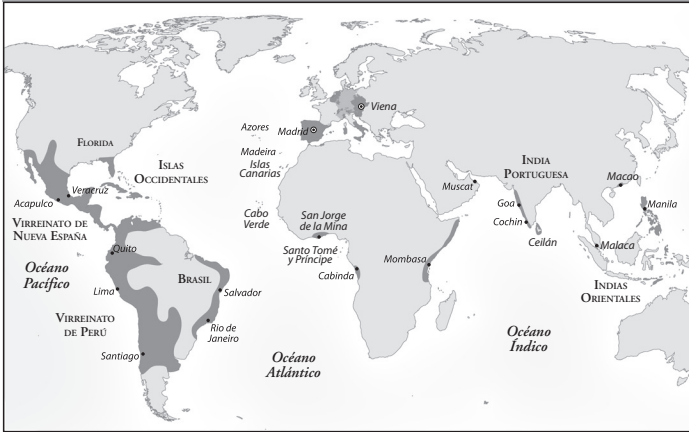 Viena
Azores
Madrid
Madeira
Islas
Canarias
FLORIDA
ISLAS
OCCIDENTALES
Veracruz
Acapulco
VIRREINATO DE
NUEVA ESPAÑA
Océano
Pacífico
Quito
Lima
BRASIL
Salvador
Rio de
Janeiro
VIRREINATO
DE PERÚ
Santiago
Océano
Atlántico
Cabo
Verde
San Jorge
de la Mina
Santo Tomé
y Príncipe
Cabinda
Mombasa
Muscat
INDIA
PORTUGUESA
Goa
Cochin
Ceilán
Macao
Manila
Malaca
INDIAS
ORIENTALES
Océano
Índico